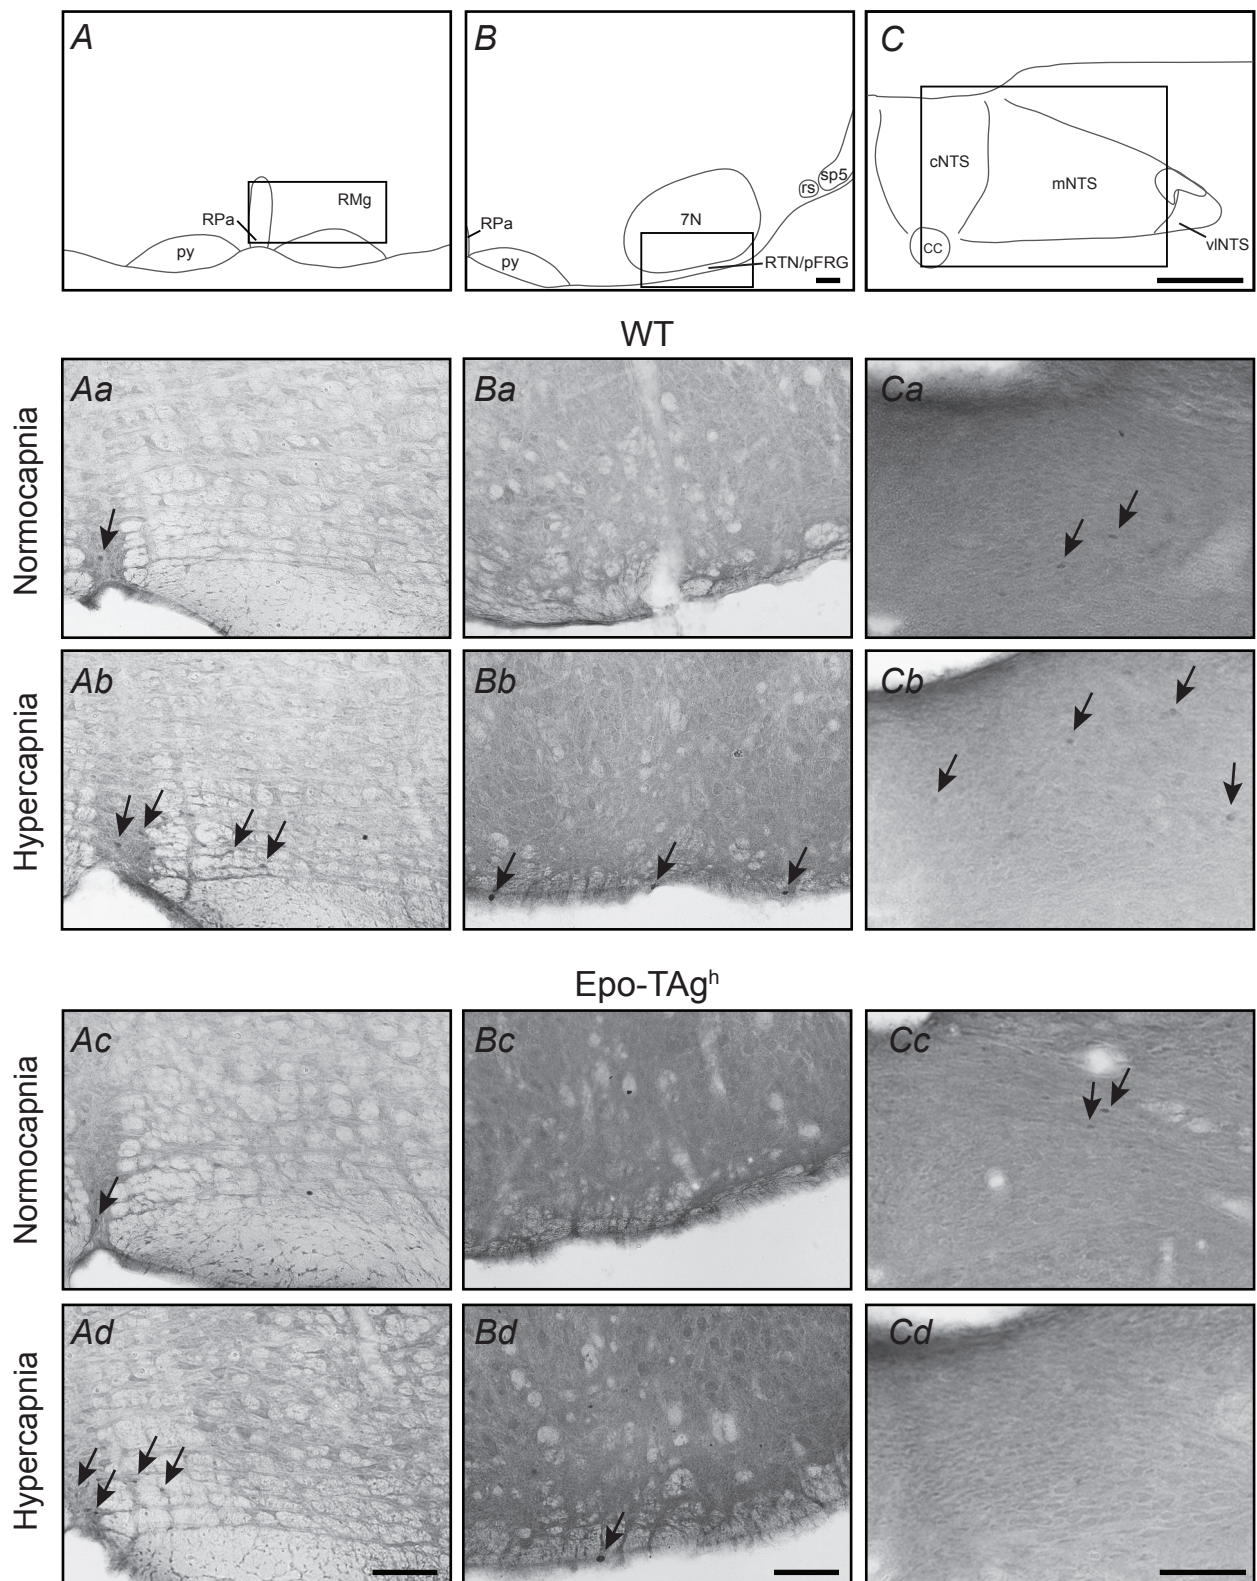 A
RPa
RMg
py
B
RPa
py
7N
rs
sp5
RTN/pFRG
C
cNTS
mNTS
cc
vlNTS
WT
Normocapnia
Aa
Ba
Ca
Hypercapnia
Ab
Bb
Cb
Epo-TAgʰ
Normocapnia
Ac
Bc
Cc
Hypercapnia
Ad
Bd
Cd